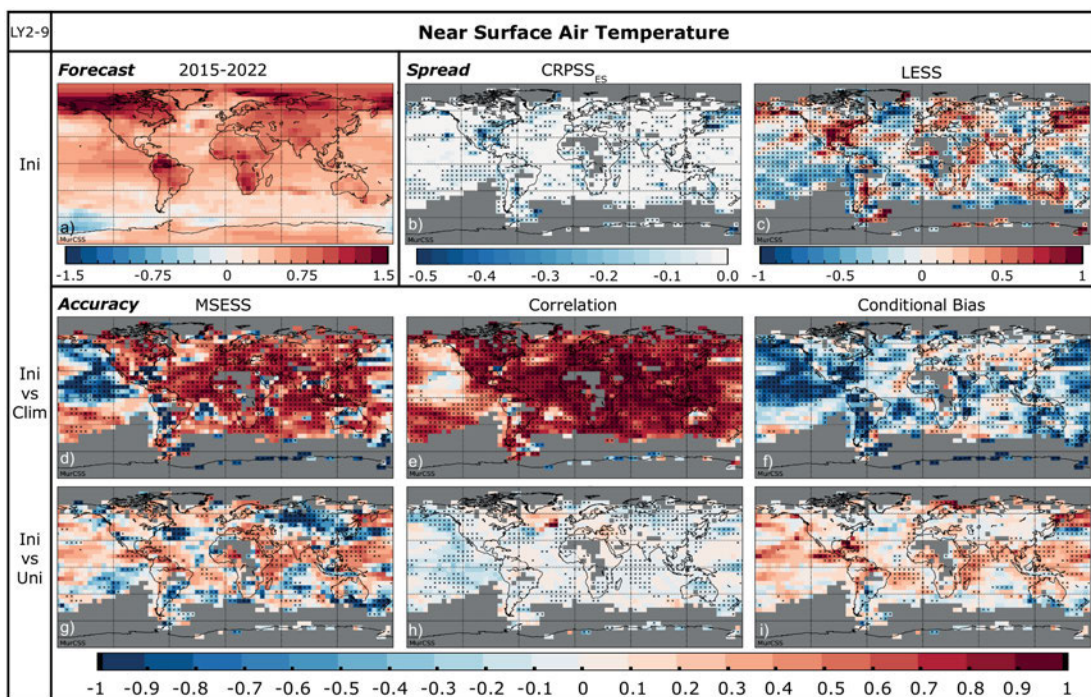 LY2-9
Near Surface Air Temperature
Forecast 2015-2022
Spread CRPSS_ES LESS
Ini
a)
MurCSS
b)
MurCSS
c)
MurCSS
-1.5 -0.75 0 0.75 1.5
-0.5 -0.4 -0.3 -0.2 -0.1 0.0
-1 -0.5 0 0.5 1
Accuracy MSESS Correlation Conditional Bias
Ini
vs
Clim
d)
MurCSS
e)
MurCSS
f)
MurCSS
Ini
vs
Uni
g)
MurCSS
h)
MurCSS
i)
MurCSS
-1 -0.9 -0.8 -0.7 -0.6 -0.5 -0.4 -0.3 -0.2 -0.1 0 0.1 0.2 0.3 0.4 0.5 0.6 0.7 0.8 0.9 1